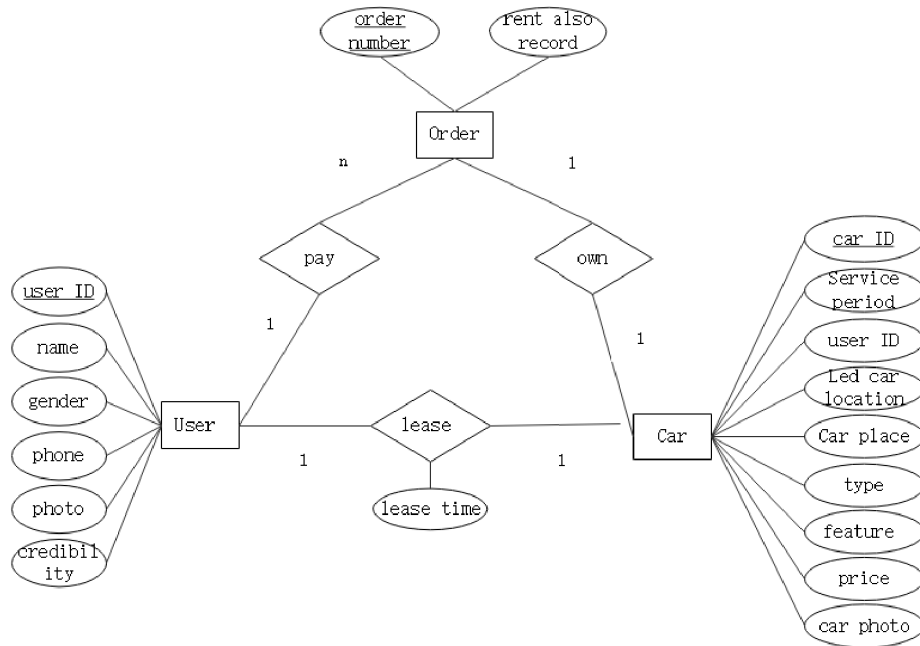 order
number
rent also
record
Order
n
1
pay
own
car ID
user ID
Service
period
1
1
name
user ID
gender
Led car
location
User
lease
Car
Car place
phone
1
1
type
photo
lease time
feature
credibil
ity
price
car photo